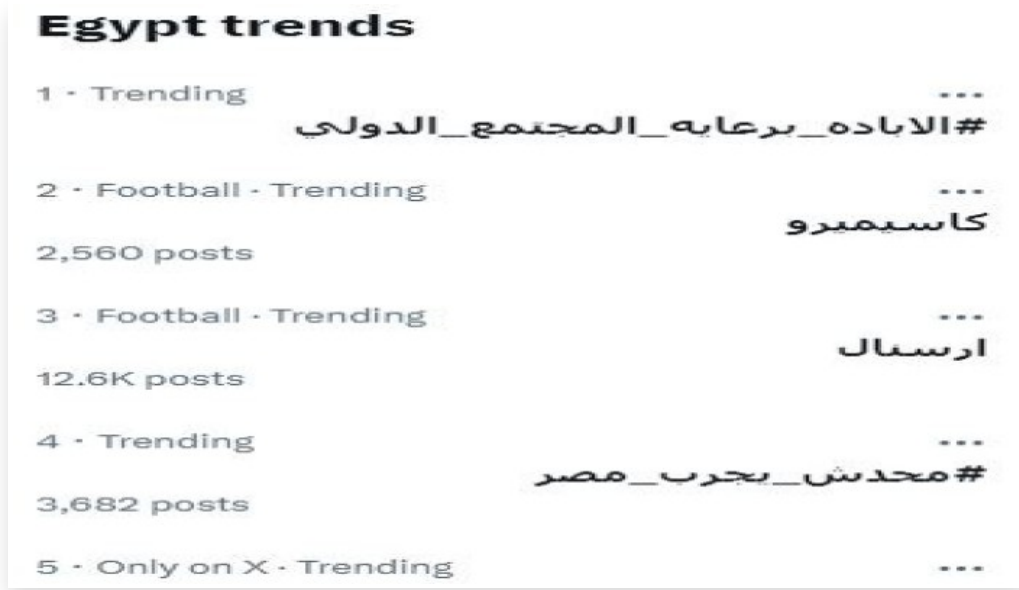 Egypt trends
1 · Trending
#الاباده_برعايه_المجتمع_الدولي
2 · Football · Trending
كاسيميرو
2,560 posts
3 · Football · Trending
ارسنال
12.6K posts
4 · Trending
#محدش_يجرب_مصر
3,682 posts
5 · Only on X · Trending